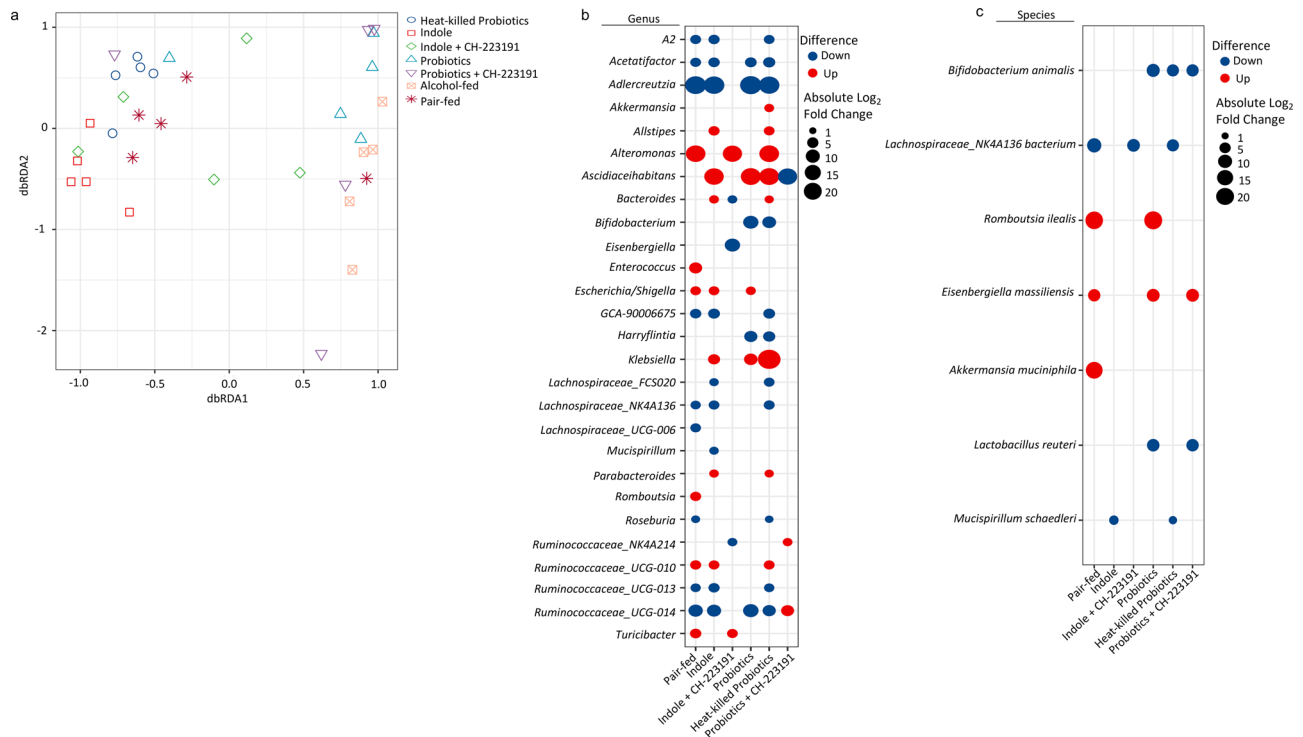 a
1
0
-1
-2
dbRDA2
-1.0
-0.5
0.0
0.5
1.0
dbRDA1
Heat-killed Probiotics
Indole
Indole + CH-223191
Probiotics
Probiotics + CH-223191
Alcohol-fed
Pair-fed
b
Genus
A2
Acetatifactor
Adlercreutzia
Akkermansia
Allstipes
Alteromonas
Ascidiaceihabitans
Bacteroides
Bifidobacterium
Eisenbergiella
Enterococcus
Escherichia/Shigella
GCA-90006675
Harryflintia
Klebsiella
Lachnospiraceae_FCS020
Lachnospiraceae_NK4A136
Lachnospiraceae_UCG-006
Mucispirillum
Parabacteroides
Romboutsia
Roseburia
Ruminococcaceae_NK4A214
Ruminococcaceae_UCG-010
Ruminococcaceae_UCG-013
Ruminococcaceae_UCG-014
Turicibacter
Pair-fed
Indole
Indole + CH-223191
Probiotics
Heat-killed Probiotics
Probiotics + CH-223191
Difference
Down
Up
Absolute Log2
Fold Change
1
5
10
15
20
c
Species
Bifidobacterium animalis
Lachnospiraceae_NK4A136 bacterium
Romboutsia ilealis
Eisenbergiella massiliensis
Akkermansia muciniphila
Lactobacillus reuteri
Mucispirillum schaedleri
Pair-fed
Indole
Indole + CH-223191
Probiotics
Heat-killed Probiotics
Probiotics + CH-223191
Difference
Down
Up
Absolute Log2
Fold Change
1
5
10
15
20